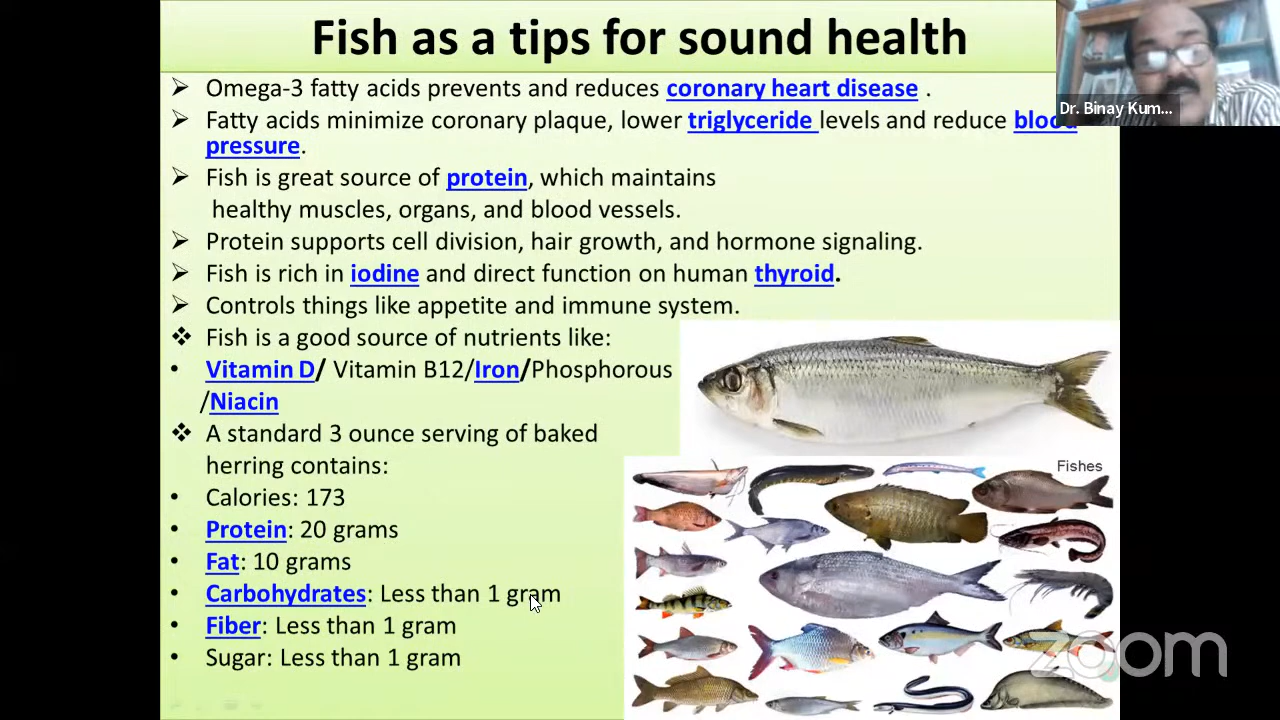 Fish as a tips for sound health
Omega-3 fatty acids prevents and reduces coronary heart disease .
Dr. Binay Kum...
Fatty acids minimize coronary plaque, lower triglyceride levels and reduce blood
pressure.
Fish is great source of protein, which maintains
healthy muscles, organs, and blood vessels.
Protein supports cell division, hair growth, and hormone signaling.
Fish is rich in iodine and direct function on human thyroid.
Controls things like appetite and immune system.
Fish is a good source of nutrients like:
Vitamin D/ Vitamin B12/Iron/Phosphorous
/Niacin
A standard 3 ounce serving of baked
herring contains:
Calories: 173
Protein: 20 grams
Fat: 10 grams
Carbohydrates: Less than 1 gram
Fiber: Less than 1 gram
Sugar: Less than 1 gram
Fishes
zoom